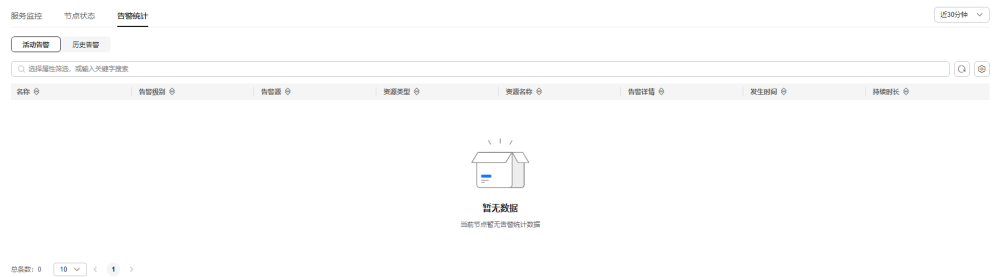 服务监控 节点状态 告警统计 近30分钟
活动告警 历史告警
选择属性筛选，或输入关键字搜索
名称 告警级别 告警源 资源类型 资源名称 告警详情 发生时间 持续时长
暂无数据
当前节点暂无告警统计数据
总条数：0 10 1